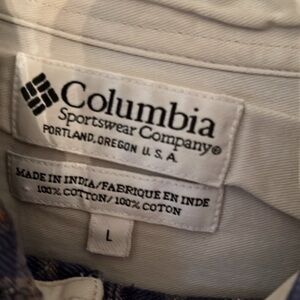 Columbia
Sportswear Company®
PORTLAND, OREGON U.S.A.
MADE IN INDIA/FABRIQUE EN INDE
100% COTTON/100% COTON
L